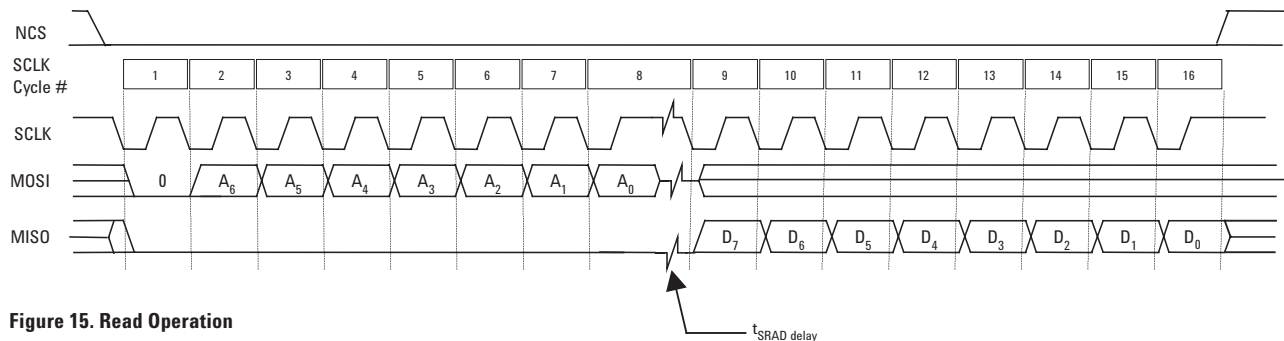 NCS
SCLK
Cycle #
1 2 3 4 5 6 7 8 9 10 11 12 13 14 15 16
SCLK
MOSI 0 A6 A5 A4 A3 A2 A1 A0
MISO D7 D6 D5 D4 D3 D2 D1 D0
Figure 15. Read Operation
tSRAD delay